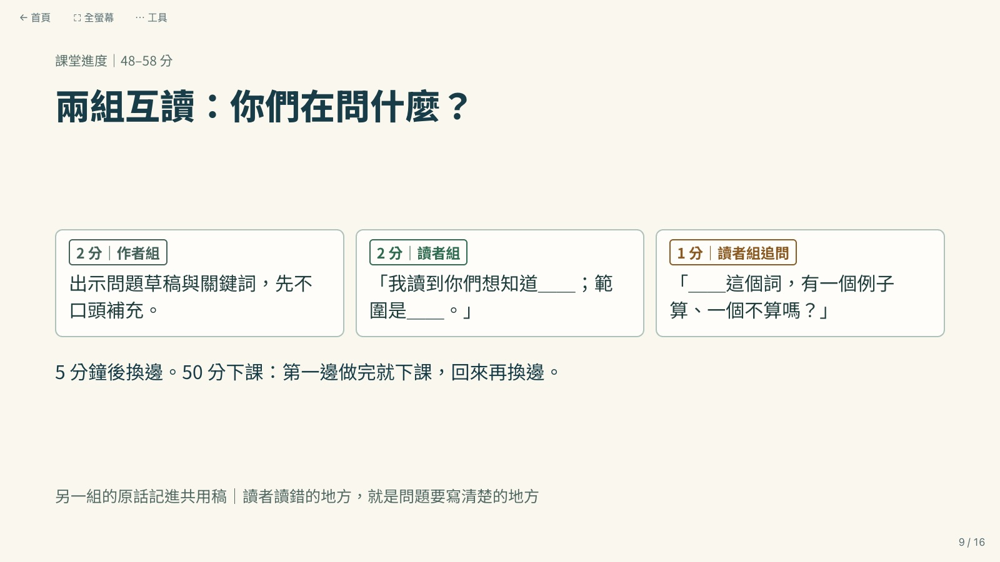 ← 首頁
全螢幕
⋯ 工具
課堂進度｜48–58 分
兩組互讀：你們在問什麼？
2 分｜作者組
出示問題草稿與關鍵詞，先不
口頭補充。
2 分｜讀者組
「我讀到你們想知道____；範
圍是____。」
1 分｜讀者組追問
「____這個詞，有一個例子
算、一個不算嗎？」
5 分鐘後換邊。50 分下課：第一邊做完就下課，回來再換邊。
另一組的原話記進共用稿｜讀者讀錯的地方，就是問題要寫清楚的地方
9 / 16